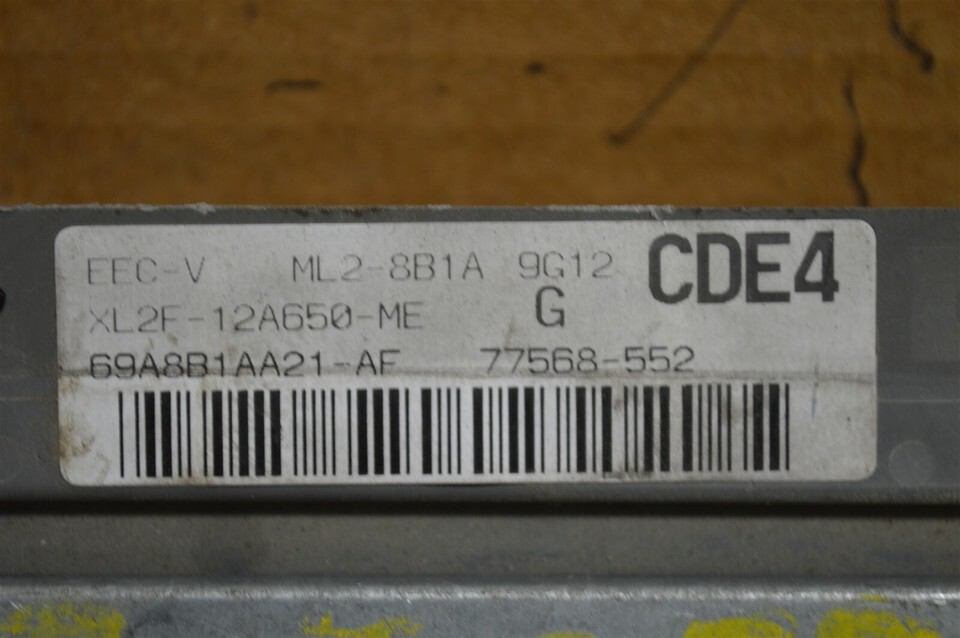 EEC-V ML2-8B1A 9G12 CDE4
XL2F-12A650-ME G
69A8B1AA21-AF 77568-552